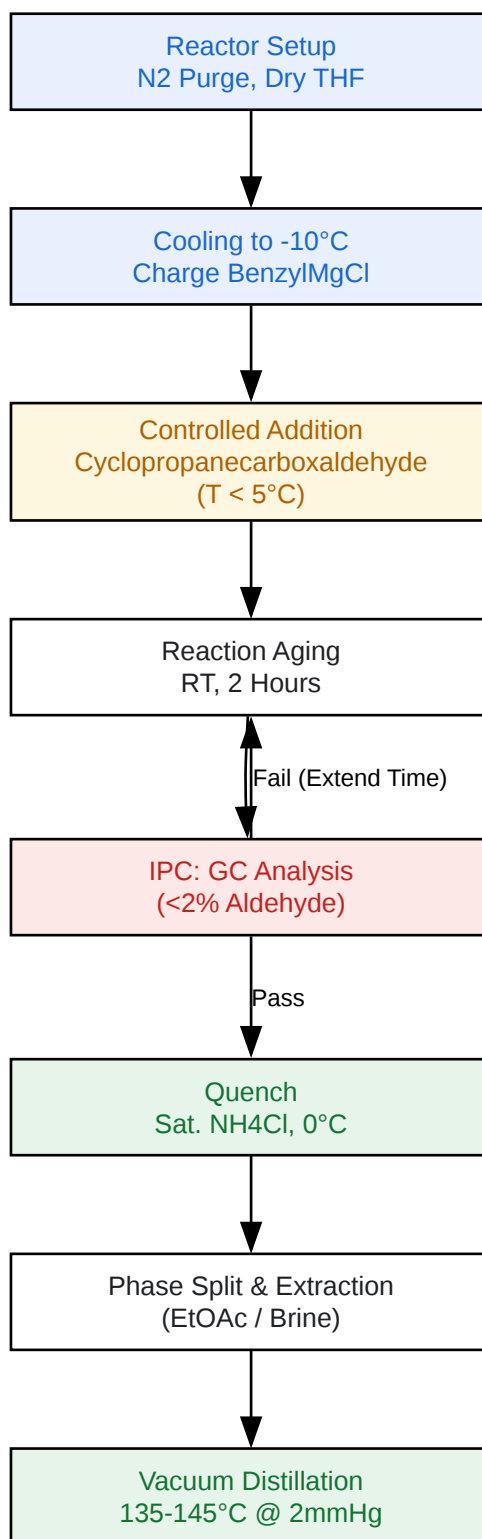 Reactor Setup
N2 Purge, Dry THF
Cooling to -10°C
Charge BenzylMgCl
Controlled Addition
Cyclopropanecarboxaldehyde
(T < 5°C)
Reaction Aging
RT, 2 Hours
Fail (Extend Time)
IPC: GC Analysis
(<2% Aldehyde)
Pass
Quench
Sat. NH4Cl, 0°C
Phase Split & Extraction
(EtOAc / Brine)
Vacuum Distillation
135-145°C @ 2mmHg